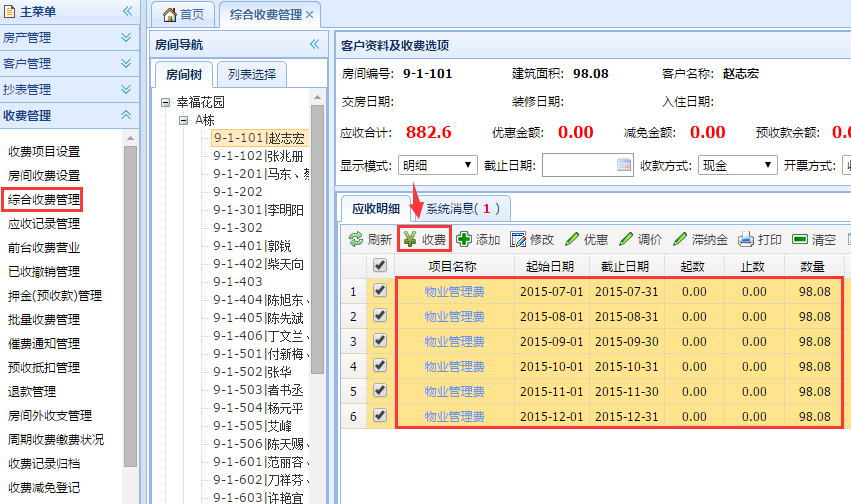 主菜单
房产管理
客户管理
抄表管理
收费管理
收费项目设置
房间收费设置
综合收费管理
应收记录管理
前台收费营业
已收撤销管理
押金(预收款)管理
批量收费管理
催费通知管理
预收抵扣管理
退款管理
房间外收支管理
周期收费缴费状况
收费记录归档
收费减免登记
首页
综合收费管理
房间导航
房间树
列表选择
幸福花园
A栋
9-1-101|赵志宏
9-1-102|张兆册
9-1-201|马东、
9-1-202
9-1-301|李明阳
9-1-302
9-1-401|郭锐
9-1-402|柴天向
9-1-403
9-1-404|陈旭东、
9-1-405|陈先斌
9-1-406|丁文兰、
9-1-501|付新梅、
9-1-502|张华
9-1-503|者书丞
9-1-504|杨元平
9-1-505|艾峰
9-1-506|陈天赐、
9-1-601|范丽容、
9-1-602|刀祥芬、
9-1-603|许艳宜
客户资料及收费选项
房间编号: 9-1-101 建筑面积: 98.08 客户名称: 赵志宏
交房日期: 装修日期: 入住日期:
应收合计: 882.6 优惠金额: 0.00 减免金额: 0.00 预收款余额: 0.
显示模式: 明细 截止日期: 收款方式: 现金 开票方式:
应收明细 系统消息( 1 )
刷新 收费 添加 修改 优惠 调价 滞纳金 打印 清空
项目名称 起始日期 截止日期 起数 止数 数量
1 物业管理费 2015-07-01 2015-07-31 0.00 0.00 98.08
2 物业管理费 2015-08-01 2015-08-31 0.00 0.00 98.08
3 物业管理费 2015-09-01 2015-09-30 0.00 0.00 98.08
4 物业管理费 2015-10-01 2015-10-31 0.00 0.00 98.08
5 物业管理费 2015-11-01 2015-11-30 0.00 0.00 98.08
6 物业管理费 2015-12-01 2015-12-31 0.00 0.00 98.08